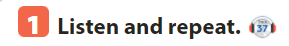 1 Listen and repeat. 37